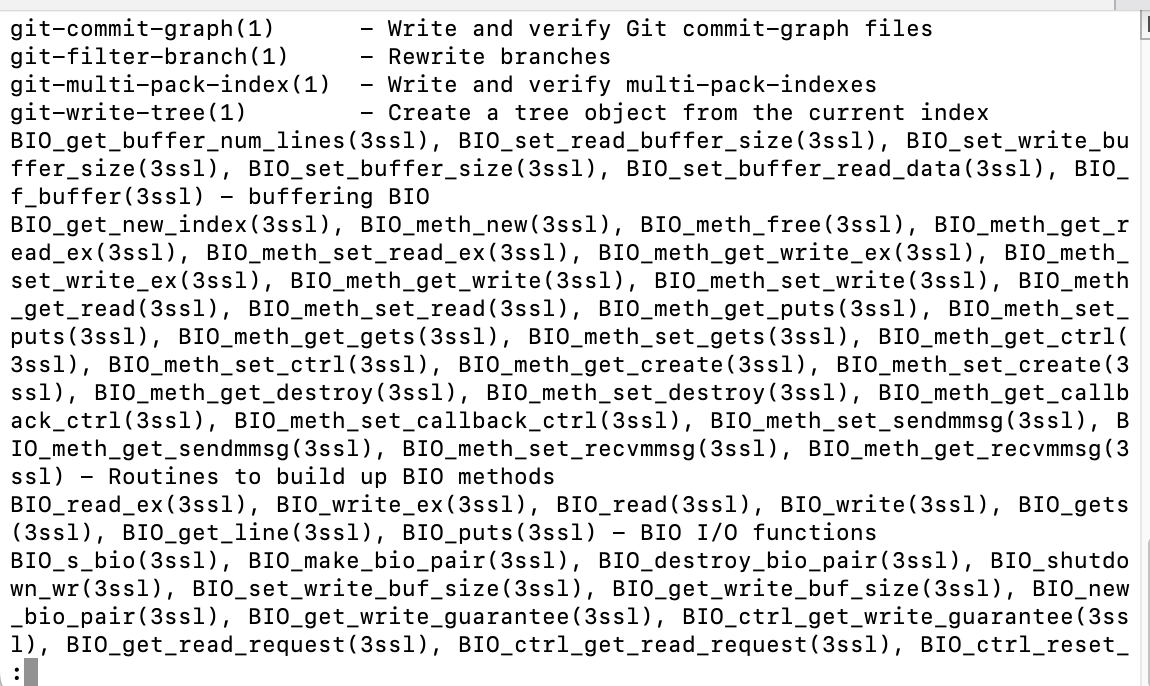 git-commit-graph(1)      - Write and verify Git commit-graph files
git-filter-branch(1)     - Rewrite branches
git-multi-pack-index(1)  - Write and verify multi-pack-indexes
git-write-tree(1)        - Create a tree object from the current index
BIO_get_buffer_num_lines(3ssl), BIO_set_read_buffer_size(3ssl), BIO_set_write_bu
ffer_size(3ssl), BIO_set_buffer_size(3ssl), BIO_set_buffer_read_data(3ssl), BIO_
f_buffer(3ssl) - buffering BIO
BIO_get_new_index(3ssl), BIO_meth_new(3ssl), BIO_meth_free(3ssl), BIO_meth_get_r
ead_ex(3ssl), BIO_meth_set_read_ex(3ssl), BIO_meth_get_write_ex(3ssl), BIO_meth_
set_write_ex(3ssl), BIO_meth_get_write(3ssl), BIO_meth_set_write(3ssl), BIO_meth
_get_read(3ssl), BIO_meth_set_read(3ssl), BIO_meth_get_puts(3ssl), BIO_meth_set_
puts(3ssl), BIO_meth_get_gets(3ssl), BIO_meth_set_gets(3ssl), BIO_meth_get_ctrl(
3ssl), BIO_meth_set_ctrl(3ssl), BIO_meth_get_create(3ssl), BIO_meth_set_create(3
ssl), BIO_meth_get_destroy(3ssl), BIO_meth_set_destroy(3ssl), BIO_meth_get_callb
ack_ctrl(3ssl), BIO_meth_set_callback_ctrl(3ssl), BIO_meth_set_sendmmsg(3ssl), B
IO_meth_get_sendmmsg(3ssl), BIO_meth_set_recvmmsg(3ssl), BIO_meth_get_recvmmsg(3
ssl) - Routines to build up BIO methods
BIO_read_ex(3ssl), BIO_write_ex(3ssl), BIO_read(3ssl), BIO_write(3ssl), BIO_gets
(3ssl), BIO_get_line(3ssl), BIO_puts(3ssl) - BIO I/O functions
BIO_s_bio(3ssl), BIO_make_bio_pair(3ssl), BIO_destroy_bio_pair(3ssl), BIO_shutdo
wn_wr(3ssl), BIO_set_write_buf_size(3ssl), BIO_get_write_buf_size(3ssl), BIO_new
_bio_pair(3ssl), BIO_get_write_guarantee(3ssl), BIO_ctrl_get_write_guarantee(3ss
l), BIO_get_read_request(3ssl), BIO_ctrl_get_read_request(3ssl), BIO_ctrl_reset_
: